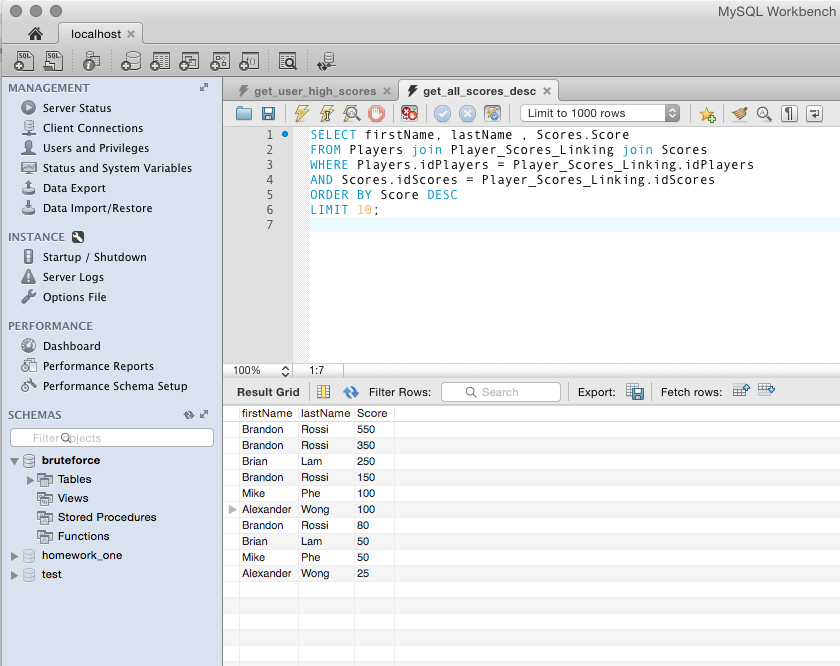 MySQL Workbench
localhost
MANAGEMENT
Server Status
Client Connections
Users and Privileges
Status and System Variables
Data Export
Data Import/Restore
INSTANCE
Startup / Shutdown
Server Logs
Options File
PERFORMANCE
Dashboard
Performance Reports
Performance Schema Setup
SCHEMAS
Filter objects
bruteforce
Tables
Views
Stored Procedures
Functions
homework_one
test
get_user_high_scores get_all_scores_desc
Limit to 1000 rows
1 SELECT firstName, lastName , Scores.Score
2 FROM Players join Player_Scores_Linking join Scores
3 WHERE Players.idPlayers = Player_Scores_Linking.idPlayers
4 AND Scores.idScores = Player_Scores_Linking.idScores
5 ORDER BY Score DESC
6 LIMIT 10;
7
100% 1:7
Result Grid Filter Rows: Search Export: Fetch rows:
firstName lastName Score
Brandon Rossi 550
Brandon Rossi 350
Brian Lam 250
Brandon Rossi 150
Mike Phe 100
Alexander Wong 100
Brandon Rossi 80
Brian Lam 50
Mike Phe 50
Alexander Wong 25